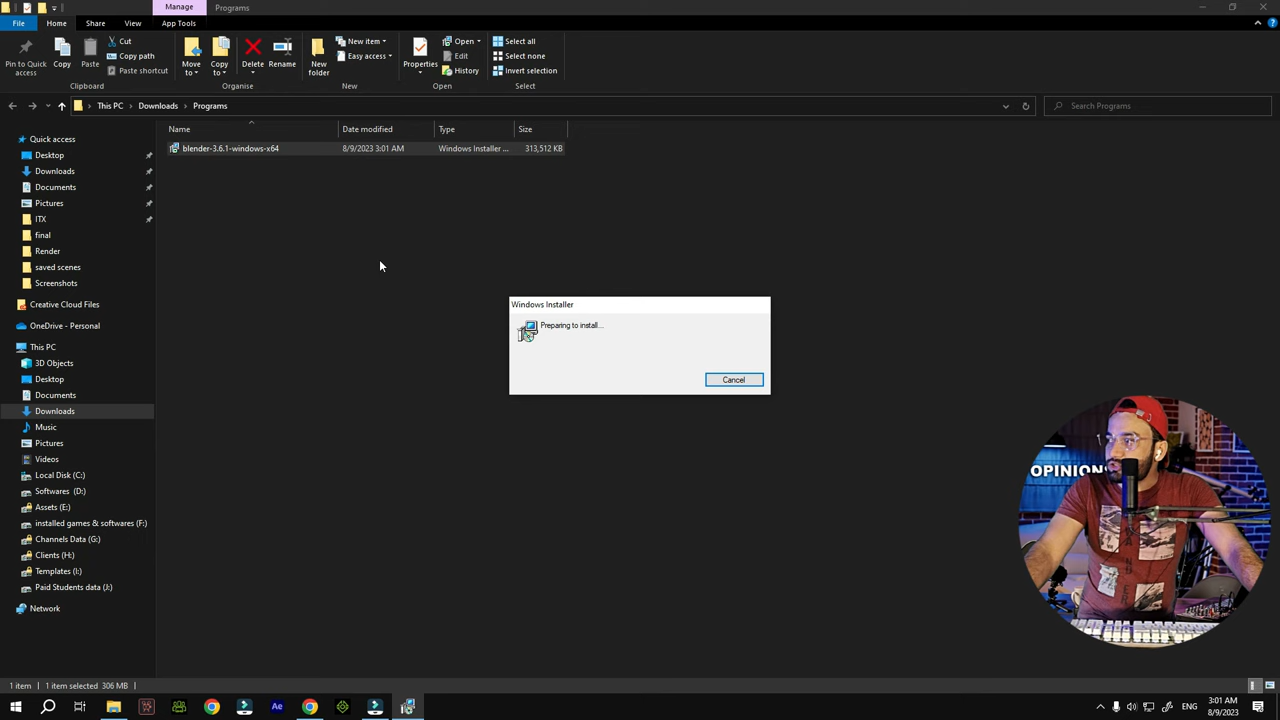 Manage
Programs
File
Home
Share
View
App Tools
Pin to Quick access
Copy
Paste
Cut
Copy path
Paste shortcut
Clipboard
Move to
Copy to
Delete
Rename
Organise
New folder
New item
Easy access
New
Properties
Open
Edit
History
Open
Select all
Select none
Invert selection
Select
This PC > Downloads > Programs
Search Programs
Name
Date modified
Type
Size
blender-3.6.1-windows-x64
8/9/2023 3:01 AM
Windows Installer ...
313,512 KB
Quick access
Desktop
Downloads
Documents
Pictures
ITX
final
Render
saved scenes
Screenshots
Creative Cloud Files
OneDrive - Personal
This PC
3D Objects
Desktop
Documents
Downloads
Music
Pictures
Videos
Local Disk (C:)
Softwares (D:)
Assets (E:)
installed games & softwares (F:)
Channels Data (G:)
Clients (H:)
Templates (I:)
Paid Students data (J:)
Network
Windows Installer
Preparing to install...
Cancel
OPINION
1 item
1 item selected 306 MB
Ae
ENG
3:01 AM
8/9/2023